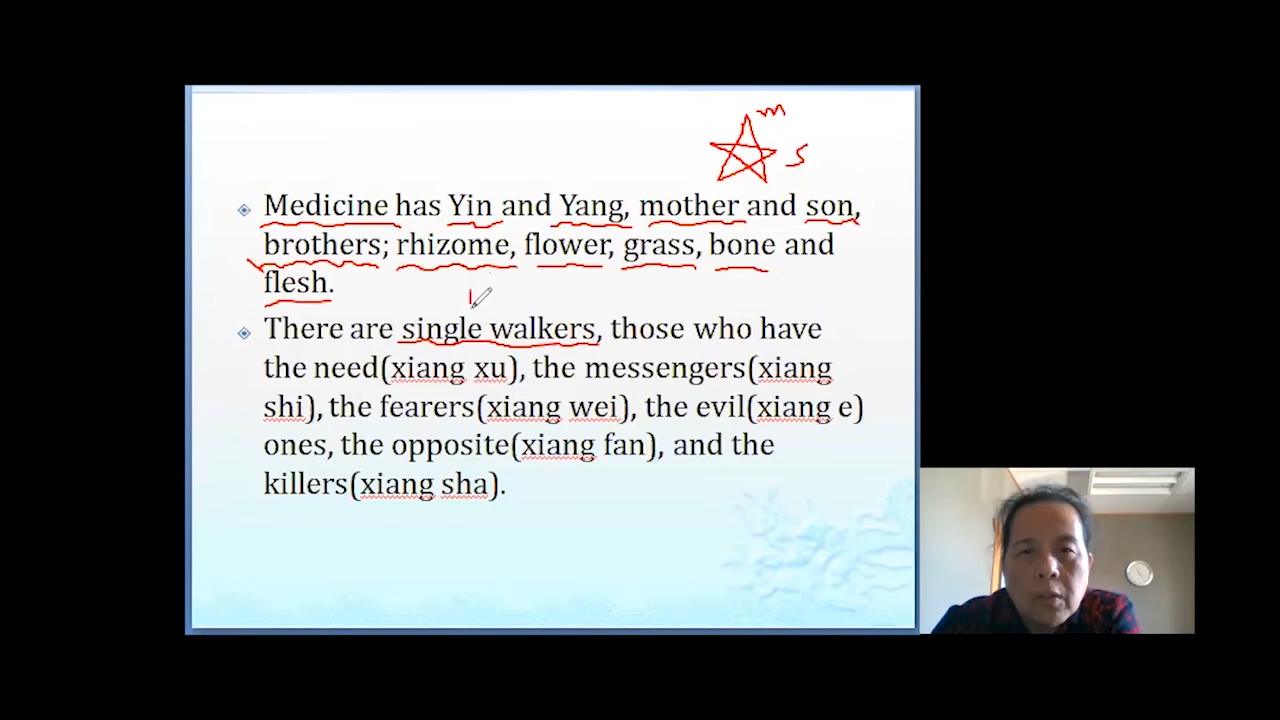 m
s
Medicine has Yin and Yang, mother and son,
brothers; rhizome, flower, grass, bone and
flesh.
There are single walkers, those who have
the need(xiang xu), the messengers(xiang
shi), the fearers(xiang wei), the evil(xiang e)
ones, the opposite(xiang fan), and the
killers(xiang sha).